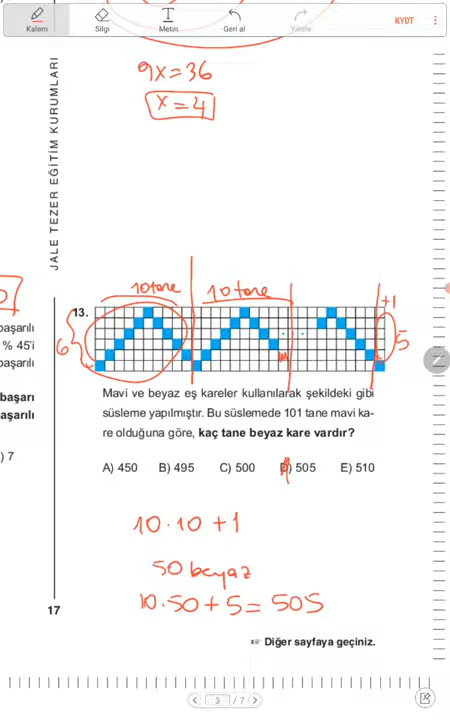 Kalem Silgi Metin Geri al Yinele KYDT
9x=36
x=4
JALE TEZER EĞİTİM KURUMLARI
10 tane 10 tane
+1
13.
6
5
başarılı
% 45'i
başarılı
başarı
aşarılı
) 7
Mavi ve beyaz eş kareler kullanılarak şekildeki gibi
süsleme yapılmıştır. Bu süslemede 101 tane mavi ka-
re olduğuna göre, kaç tane beyaz kare vardır?
A) 450 B) 495 C) 500 D) 505 E) 510
10.10+1
50 beyaz
10.50+5=505
17
Diğer sayfaya geçiniz.
3 / 7